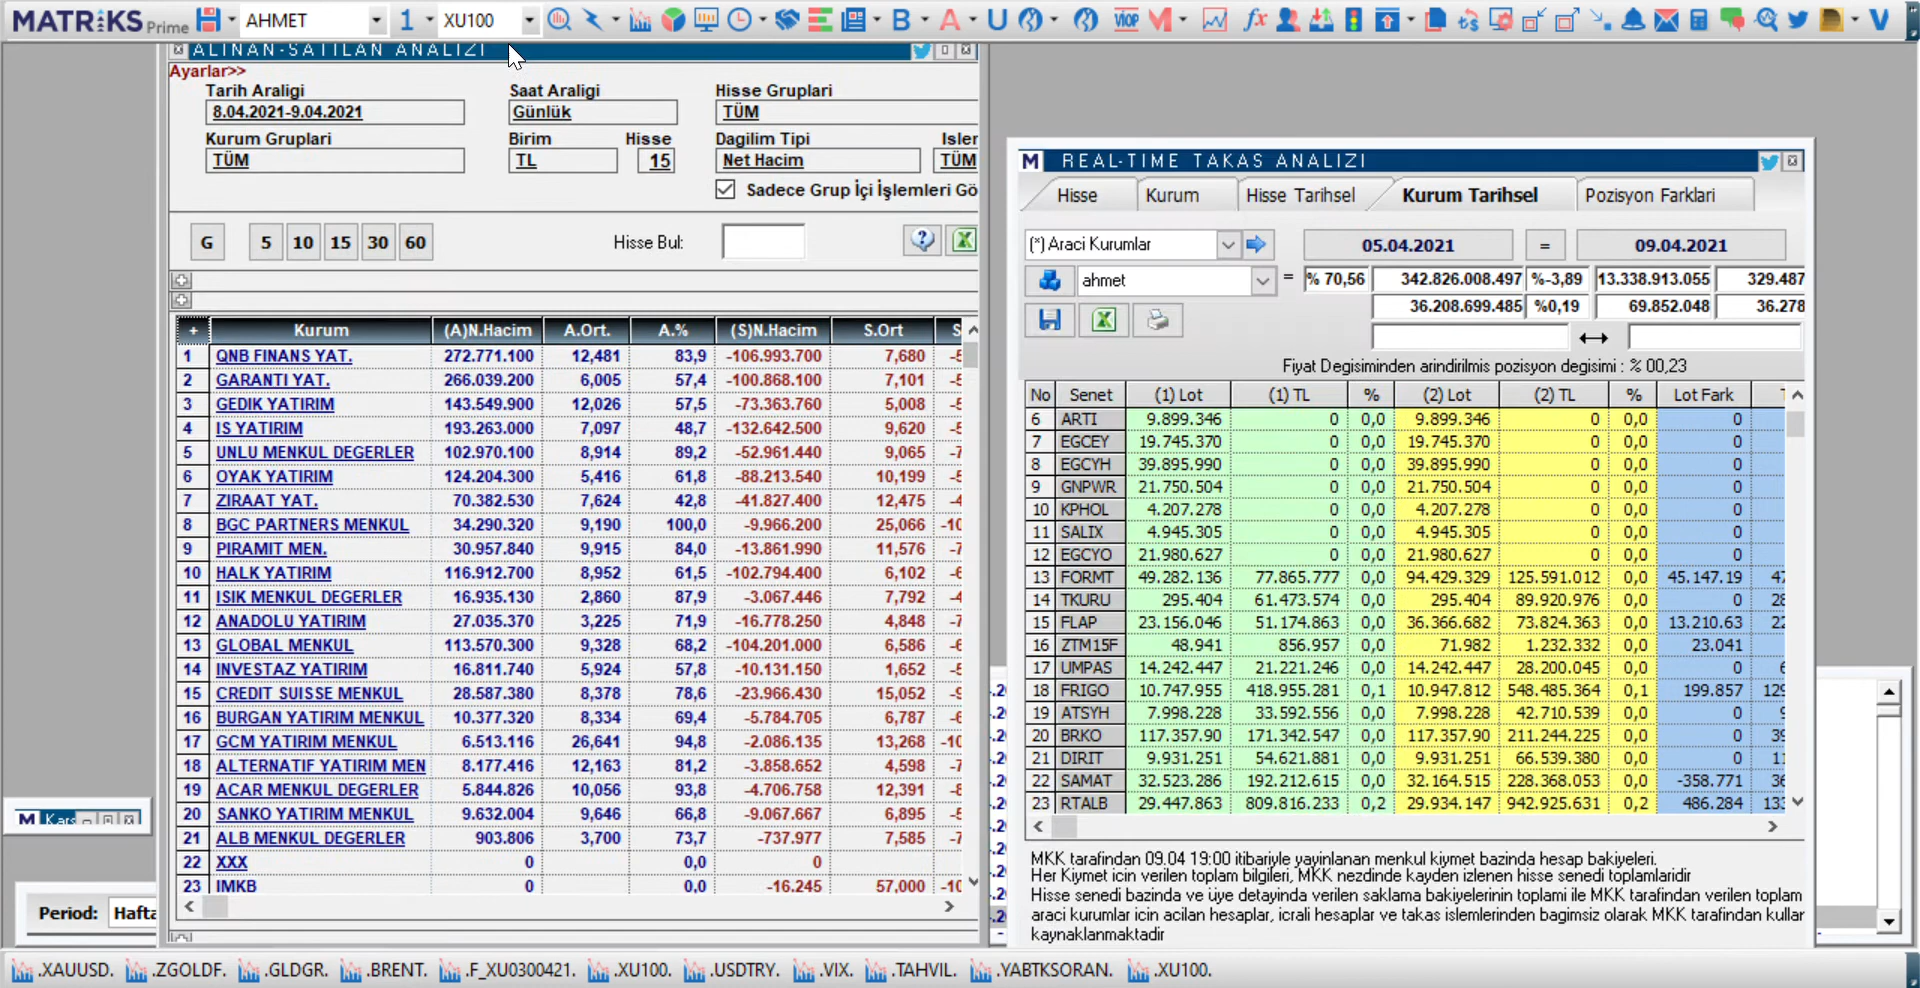 MATRIKS Prime AHMET 1 XU100 B A U VİOP M fx V
ALINAN-SATILAN ANALIZI
Ayarlar>>
Tarih Araligi Saat Araligi Hisse Gruplari
8.04.2021-9.04.2021 Günlük TÜM
Kurum Gruplari Birim Hisse Dagilim Tipi Isler
TÜM TL 15 Net Hacim TÜM
Sadece Grup İçi İşlemleri Gö
G 5 10 15 30 60 Hisse Bul:
+ Kurum (A)N.Hacim A.Ort. A.% (S)N.Hacim S.Ort S
1 QNB FINANS YAT. 272.771.100 12,481 83,9 -106.993.700 7,680 -5
2 GARANTI YAT. 266.039.200 6,005 57,4 -100.868.100 7,101 -5
3 GEDIK YATIRIM 143.549.900 12,026 57,5 -73.363.760 5,008 -5
4 IS YATIRIM 193.263.000 7,097 48,7 -132.642.500 9,620 -5
5 UNLU MENKUL DEGERLER 102.970.100 8,914 89,2 -52.961.440 9,065 -7
6 OYAK YATIRIM 124.204.300 5,416 61,8 -88.213.540 10,199 -5
7 ZIRAAT YAT. 70.382.530 7,624 42,8 -41.827.400 12,475 -4
8 BGC PARTNERS MENKUL 34.290.320 9,190 100,0 -9.966.200 25,066 -10
9 PIRAMIT MEN. 30.957.840 9,915 84,0 -13.861.990 11,576 -7
10 HALK YATIRIM 116.912.700 8,952 61,5 -102.794.400 6,102 -6
11 ISIK MENKUL DEGERLER 16.935.130 2,860 87,9 -3.067.446 7,792 -4
12 ANADOLU YATIRIM 27.035.370 3,225 71,9 -16.778.250 4,848 -7
13 GLOBAL MENKUL 113.570.300 9,328 68,2 -104.201.000 6,586 -6
14 INVESTAZ YATIRIM 16.811.740 5,924 57,8 -10.131.150 1,652 -5
15 CREDIT SUISSE MENKUL 28.587.380 8,378 78,6 -23.966.430 15,052 -9
16 BURGAN YATIRIM MENKUL 10.377.320 8,334 69,4 -5.784.705 6,787 -6
17 GCM YATIRIM MENKUL 6.513.116 26,641 94,8 -2.086.135 13,268 -10
18 ALTERNATIF YATIRIM MEN 8.177.416 12,163 81,2 -3.858.652 4,598 -7
19 ACAR MENKUL DEGERLER 5.844.826 10,056 93,8 -4.706.758 12,391 -8
20 SANKO YATIRIM MENKUL 9.632.004 9,646 66,8 -9.067.667 6,895 -5
21 ALB MENKUL DEGERLER 903.806 3,700 73,7 -737.977 7,585 -7
22 XXX 0 0,0 0
23 IMKB 0 0,0 -16.245 57,000 -10
M REAL-TIME TAKAS ANALIZI
Hisse Kurum Hisse Tarihsel Kurum Tarihsel Pozisyon Farklari
(*) Araci Kurumlar 05.04.2021 = 09.04.2021
ahmet = % 70,56 342.826.008.497 %-3,89 13.338.913.055 329.487
36.208.699.485 %0,19 69.852.048 36.278
Fiyat Degisiminden arindirilmis pozisyon degisimi : % 00,23
No Senet (1) Lot (1) TL % (2) Lot (2) TL % Lot Fark
6 ARTI 9.899.346 0 0,0 9.899.346 0 0,0 0
7 EGCEY 19.745.370 0 0,0 19.745.370 0 0,0 0
8 EGCYH 39.895.990 0 0,0 39.895.990 0 0,0 0
9 GNPWR 21.750.504 0 0,0 21.750.504 0 0,0 0
10 KPHOL 4.207.278 0 0,0 4.207.278 0 0,0 0
11 SALIX 4.945.305 0 0,0 4.945.305 0 0,0 0
12 EGCYO 21.980.627 0 0,0 21.980.627 0 0,0 0
13 FORMT 49.282.136 77.865.777 0,0 94.429.329 125.591.012 0,0 45.147.19 47
14 TKURU 295.404 61.473.574 0,0 295.404 89.920.976 0,0 0 28
15 FLAP 23.156.046 51.174.863 0,0 36.366.682 73.824.363 0,0 13.210.63 22
16 ZTM15F 48.941 856.957 0,0 71.982 1.232.332 0,0 23.041
17 UMPAS 14.242.447 21.221.246 0,0 14.242.447 28.200.045 0,0 0 6
18 FRIGO 10.747.955 418.955.281 0,1 10.947.812 548.485.364 0,1 199.857 129
19 ATSYH 7.998.228 33.592.556 0,0 7.998.228 42.710.539 0,0 0 9
20 BRKO 117.357.90 171.342.547 0,0 117.357.90 211.244.225 0,0 0 39
21 DIRIT 9.931.251 54.621.881 0,0 9.931.251 66.539.380 0,0 0 11
22 SAMAT 32.523.286 192.212.615 0,0 32.164.515 228.368.053 0,0 -358.771 36
23 RTALB 29.447.863 809.816.233 0,2 29.934.147 942.925.631 0,2 486.284 133
MKK tarafindan 09.04 19:00 itibariyle yayinlanan menkul kiymet bazinda hesap bakiyeleri.
Her Kiymet icin verilen toplam bilgileri, MKK nezdinde kayden izlenen hisse senedi toplamlaridir
Hisse senedi bazinda ve üye detayinda verilen saklama bakiyelerinin toplami ile MKK tarafindan verilen toplam
araci kurumlar icin acilan hesaplar, icrali hesaplar ve takas islemlerinden bagimsiz olarak MKK tarafindan kullar
kaynaklanmaktadir
M Kars
Period: Hafta
.XAUUSD. .ZGOLDF. .GLDGR. .BRENT. .F_XU0300421. .XU100. .USDTRY. .VIX. .TAHVIL. .YABTKSORAN. .XU100.